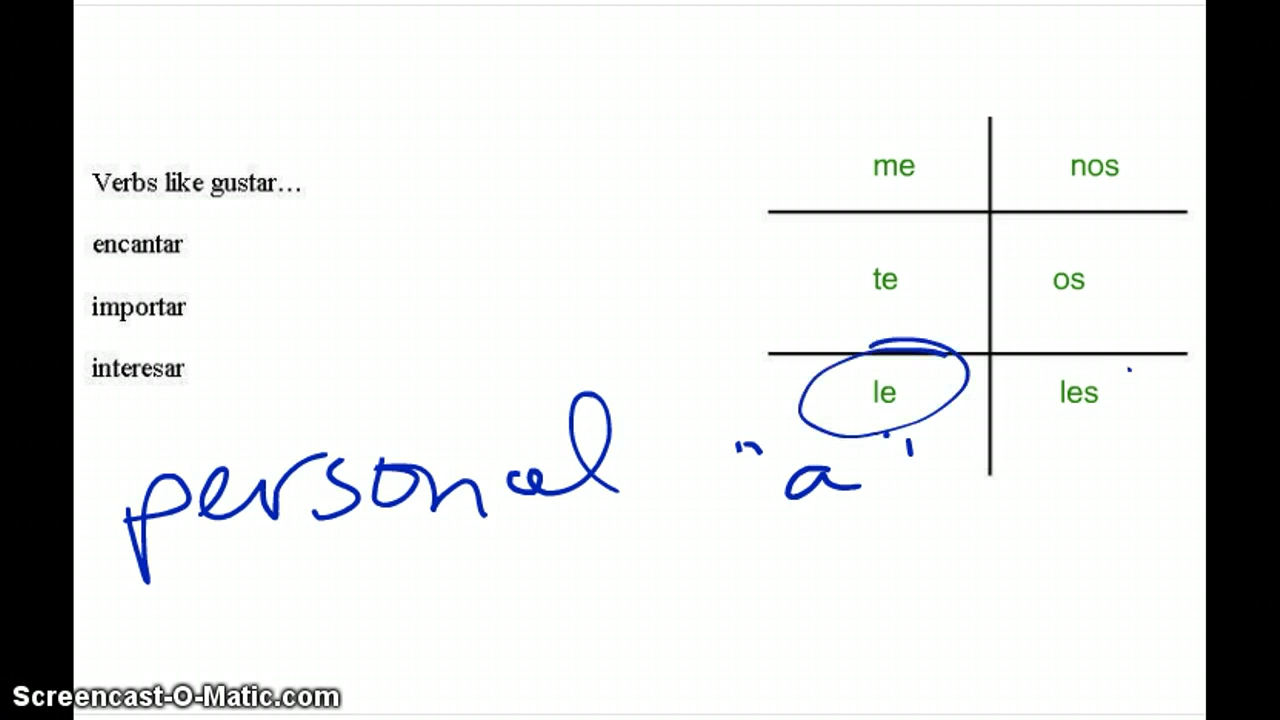 Verbs like gustar...
encantar
importar
interesar
me nos
te os
le les
personal "a"
Screencast-O-Matic.com